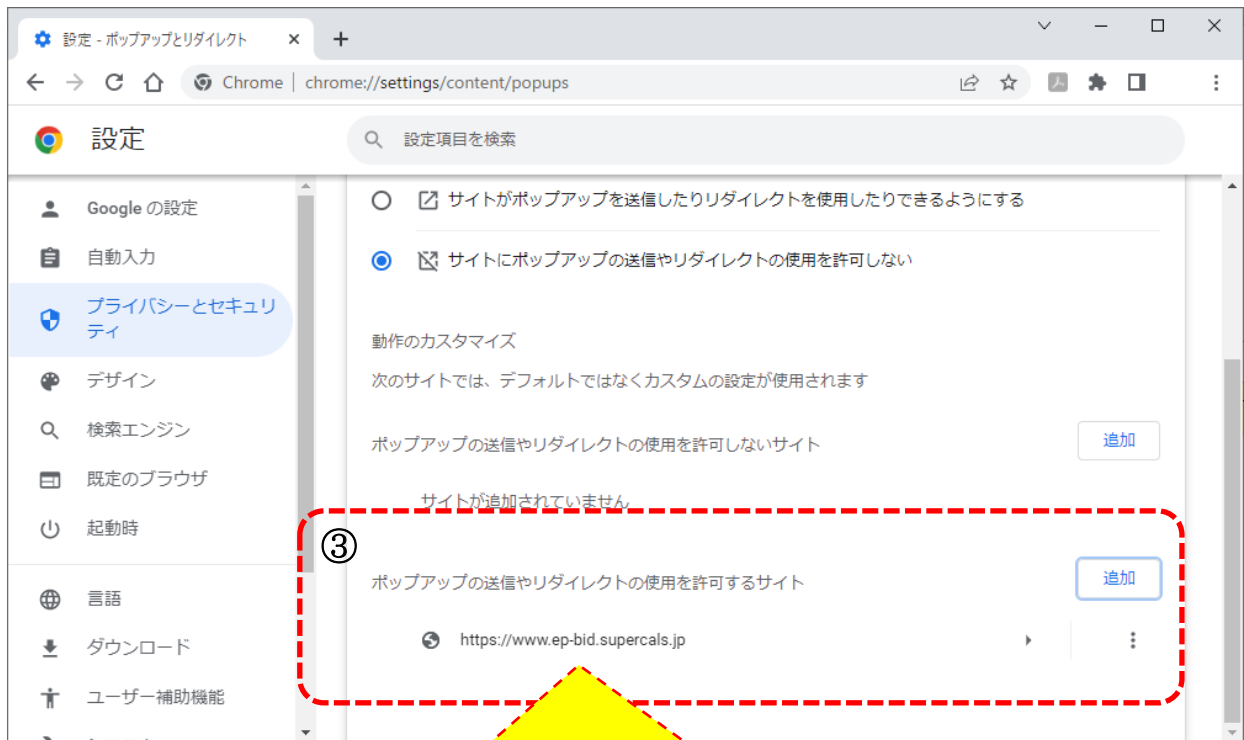 設定 - ポップアップとリダイレクト
Chrome | chrome://settings/content/popups
設定
設定項目を検索
Google の設定
自動入力
プライバシーとセキュリ
ティ
デザイン
検索エンジン
既定のブラウザ
起動時
言語
ダウンロード
ユーザー補助機能
サイトがポップアップを送信したりリダイレクトを使用したりできるようにする
サイトにポップアップの送信やリダイレクトの使用を許可しない
動作のカスタマイズ
次のサイトでは、デフォルトではなくカスタムの設定が使用されます
ポップアップの送信やリダイレクトの使用を許可しないサイト
追加
サイトが追加されていません
③
ポップアップの送信やリダイレクトの使用を許可するサイト
追加
https://www.ep-bid.supercals.jp